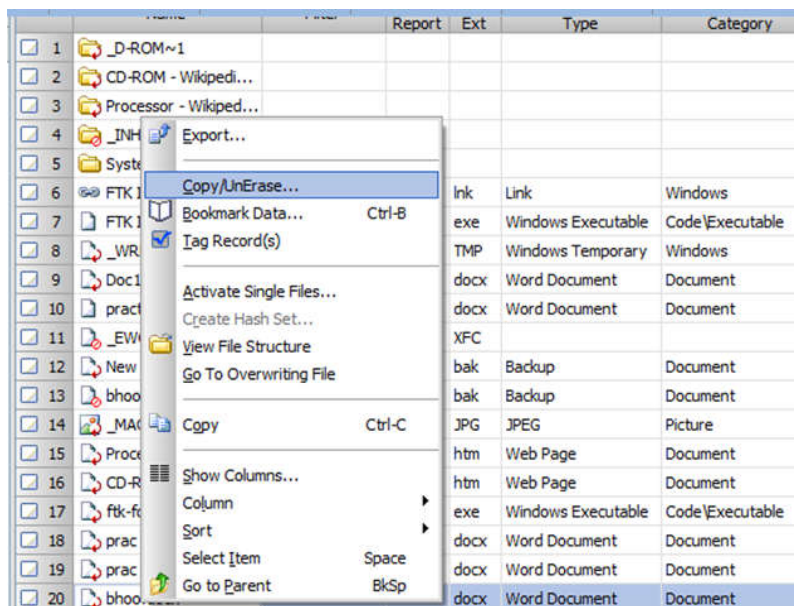 Name Filter Report Ext Type Category
1 _D-ROM~1
2 CD-ROM - Wikipedi...
3 Processor - Wikiped...
4 _INH
Export...
5 Syste
6 FTK I lnk Link Windows
Copy/UnErase...
7 FTK I exe Windows Executable Code\Executable
Bookmark Data... Ctrl-B
8 _WR TMP Windows Temporary Windows
Tag Record(s)
9 Doc1 docx Word Document Document
Activate Single Files...
10 pract docx Word Document Document
Create Hash Set...
11 _EW XFC
View File Structure
12 New bak Backup Document
Go To Overwriting File
13 bhoo bak Backup Document
14 _MAC JPG JPEG Picture
Copy Ctrl-C
15 Proce htm Web Page Document
16 CD-R htm Web Page Document
Show Columns...
17 ftk-fo exe Windows Executable Code\Executable
Column
18 prac docx Word Document Document
Sort
19 prac docx Word Document Document
Select Item Space
20 docx Word Document Document
Go to Parent BkSp